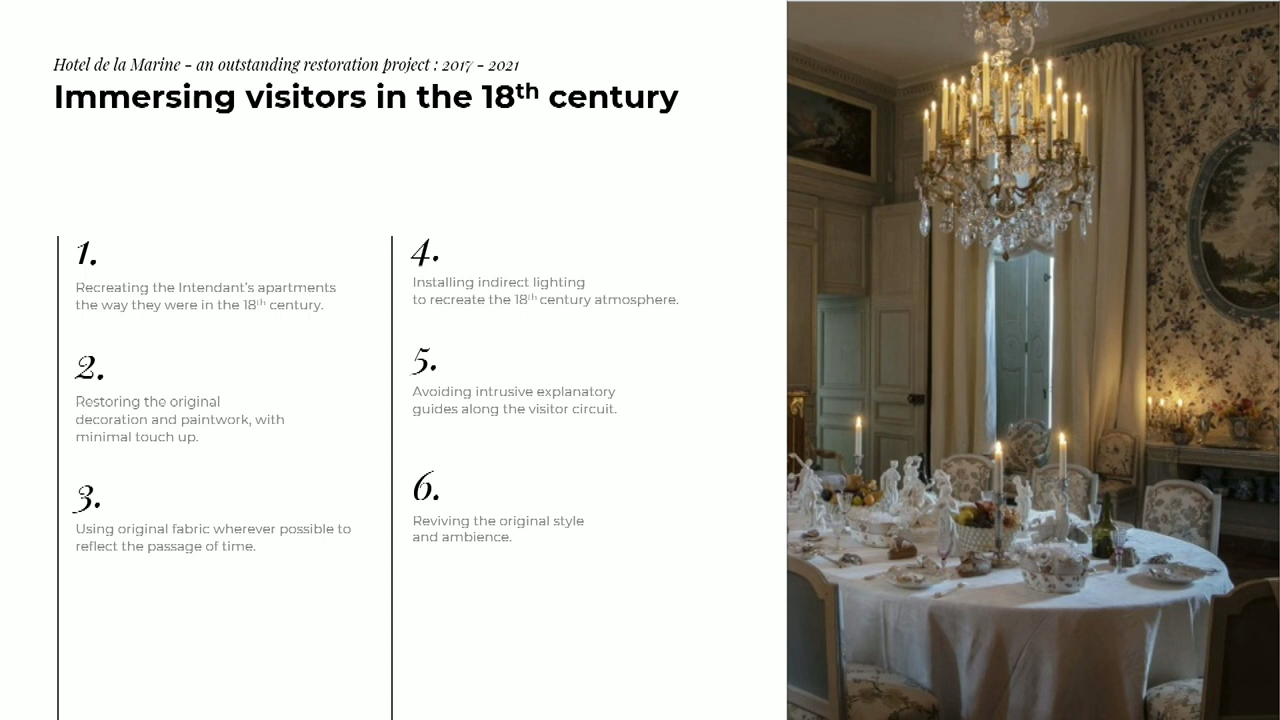 Hotel de la Marine - an outstanding restoration project : 2017 - 2021
Immersing visitors in the 18th century
1.
Recreating the Intendant's apartments
the way they were in the 18th century.
2.
Restoring the original
decoration and paintwork, with
minimal touch up.
3.
Using original fabric wherever possible to
reflect the passage of time.
4.
Installing indirect lighting
to recreate the 18th century atmosphere.
5.
Avoiding intrusive explanatory
guides along the visitor circuit.
6.
Reviving the original style
and ambience.